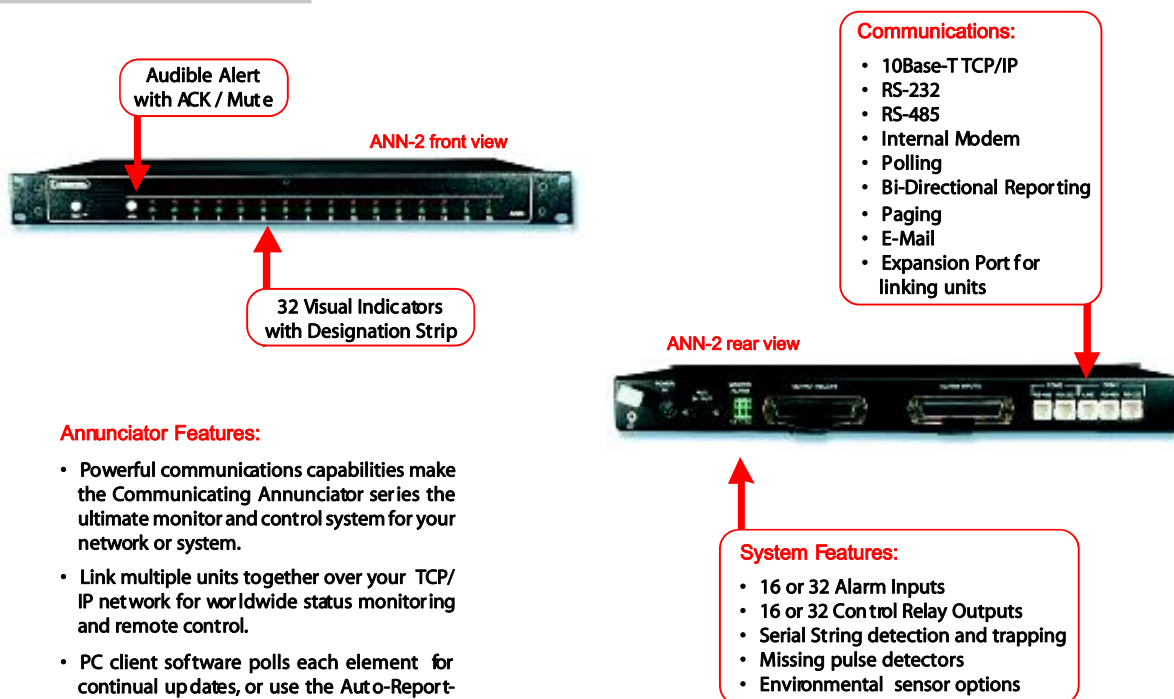 Audible Alert
with ACK / Mute
ANN-2 front view
32 Visual Indicators
with Designation Strip
Communications:
• 10Base-T TCP/IP
• RS-232
• RS-485
• Internal Modem
• Polling
• Bi-Directional Reporting
• Paging
• E-Mail
• Expansion Port for
linking units
ANN-2 rear view
Annunciator Features:
• Powerful communications capabilities make
the Communicating Annunciator series the
ultimate monitor and control system for your
network or system.
• Link multiple units together over your TCP/
IP network for worldwide status monitoring
and remote control.
• PC client software polls each element for
continual updates, or use the Auto-Report-
System Features:
• 16 or 32 Alarm Inputs
• 16 or 32 Control Relay Outputs
• Serial String detection and trapping
• Missing pulse detectors
• Environmental sensor options